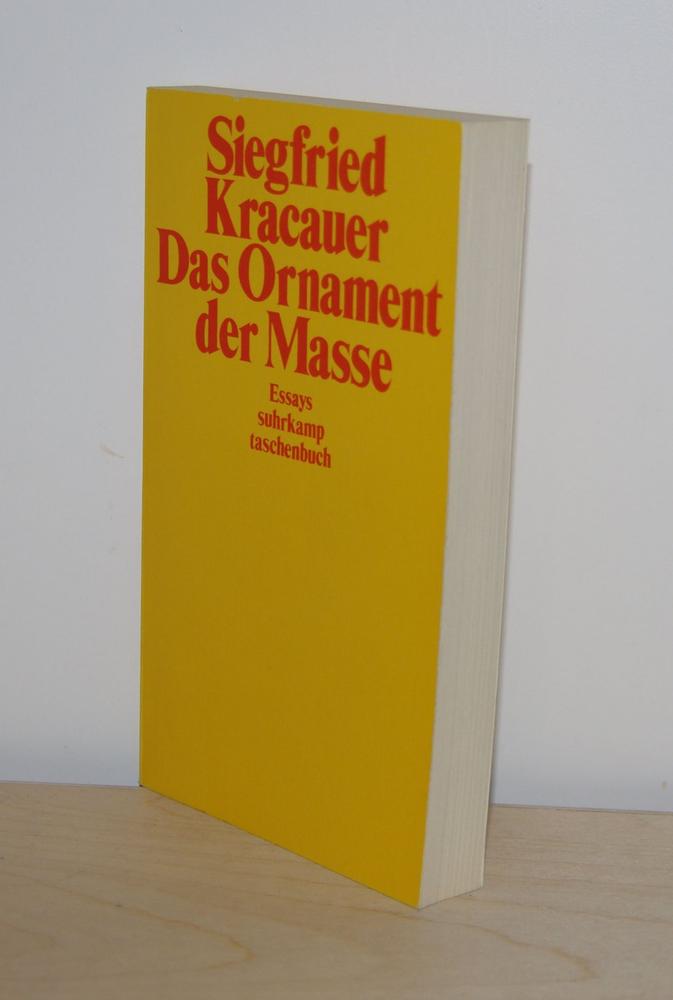 Siegfried
Kracauer
Das Ornament
der Masse
Essays
suhrkamp
taschenbuch